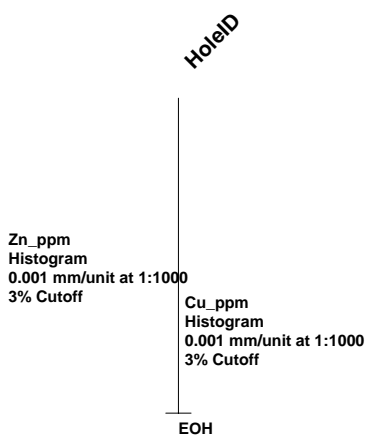 HoleID
Zn_ppm
Histogram
0.001 mm/unit at 1:1000
3% Cutoff
Cu_ppm
Histogram
0.001 mm/unit at 1:1000
3% Cutoff
EOH